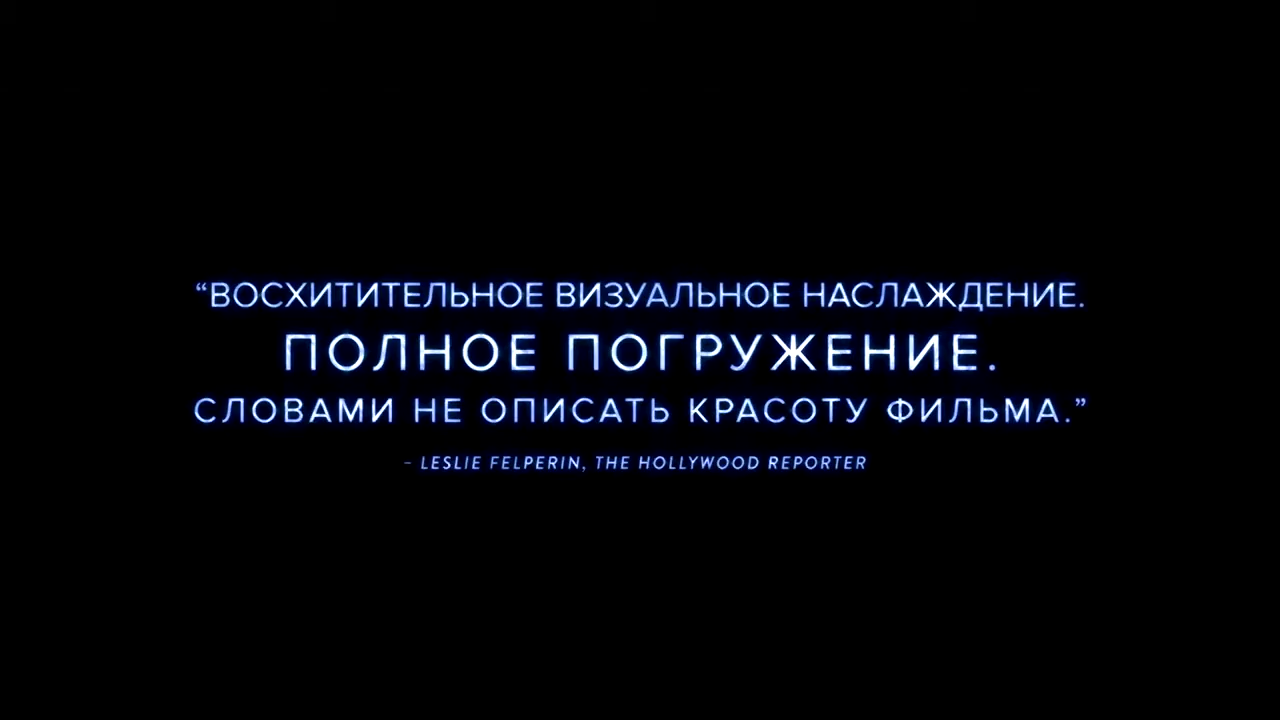 “ВОСХИТИТЕЛЬНОЕ ВИЗУАЛЬНОЕ НАСЛАЖДЕНИЕ.
ПОЛНОЕ ПОГРУЖЕНИЕ.
СЛОВАМИ НЕ ОПИСАТЬ КРАСОТУ ФИЛЬМА.”
– LESLIE FELPERIN, THE HOLLYWOOD REPORTER